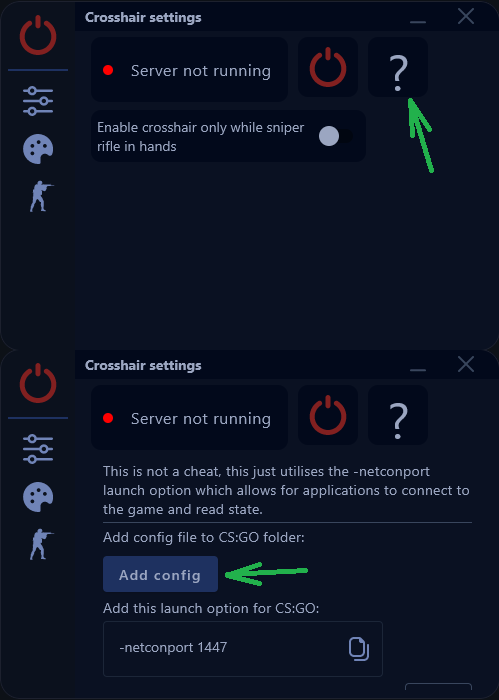 Crosshair settings
Server not running
?
Enable crosshair only while sniper
rifle in hands
Crosshair settings
Server not running
?
This is not a cheat, this just utilises the -netconport
launch option which allows for applications to connect to
the game and read state.
Add config file to CS:GO folder:
Add config
Add this launch option for CS:GO:
-netconport 1447